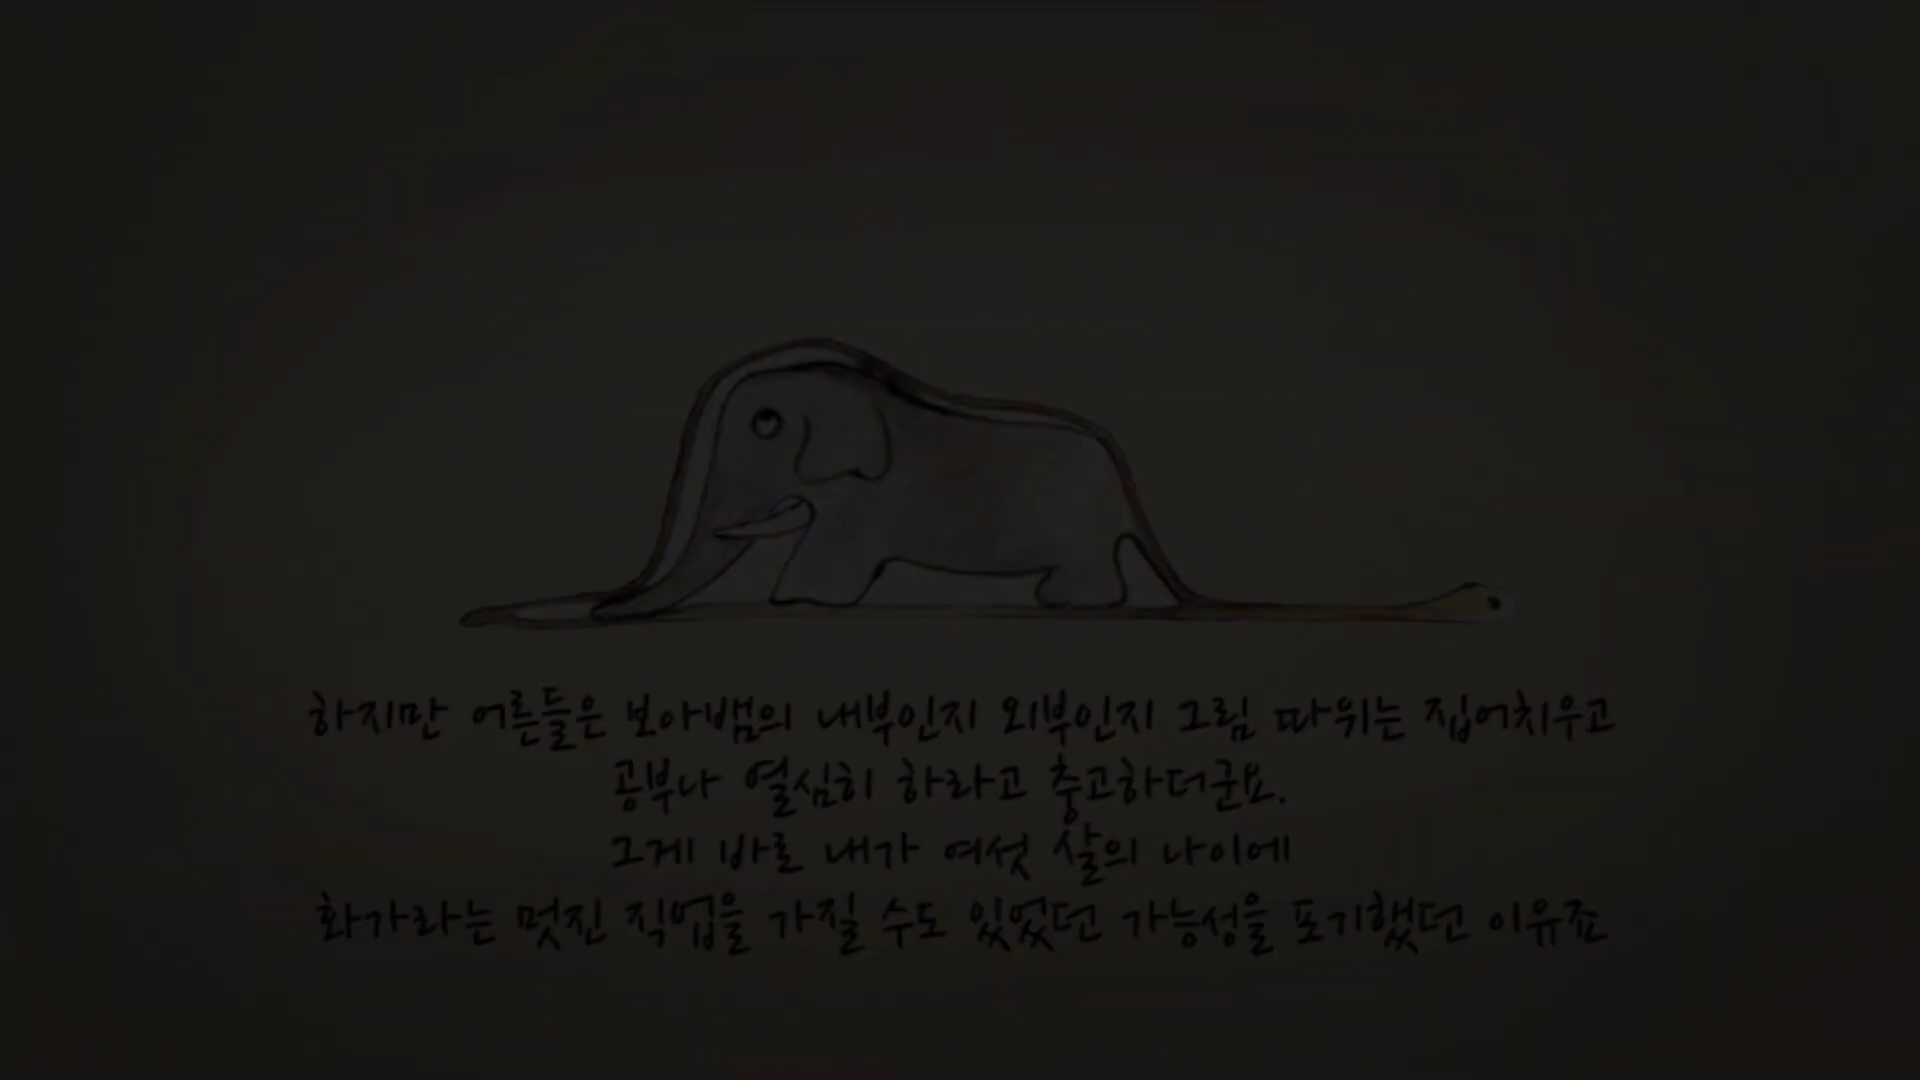 하지만 어른들은 보아뱀의 내부인지 외부인지 그림 따위는 집어치우고
공부나 열심히 하라고 충고하더군요.
그게 바로 내가 여섯 살의 나이에
화가라는 멋진 직업을 가질 수도 있었던 가능성을 포기했던 이유죠